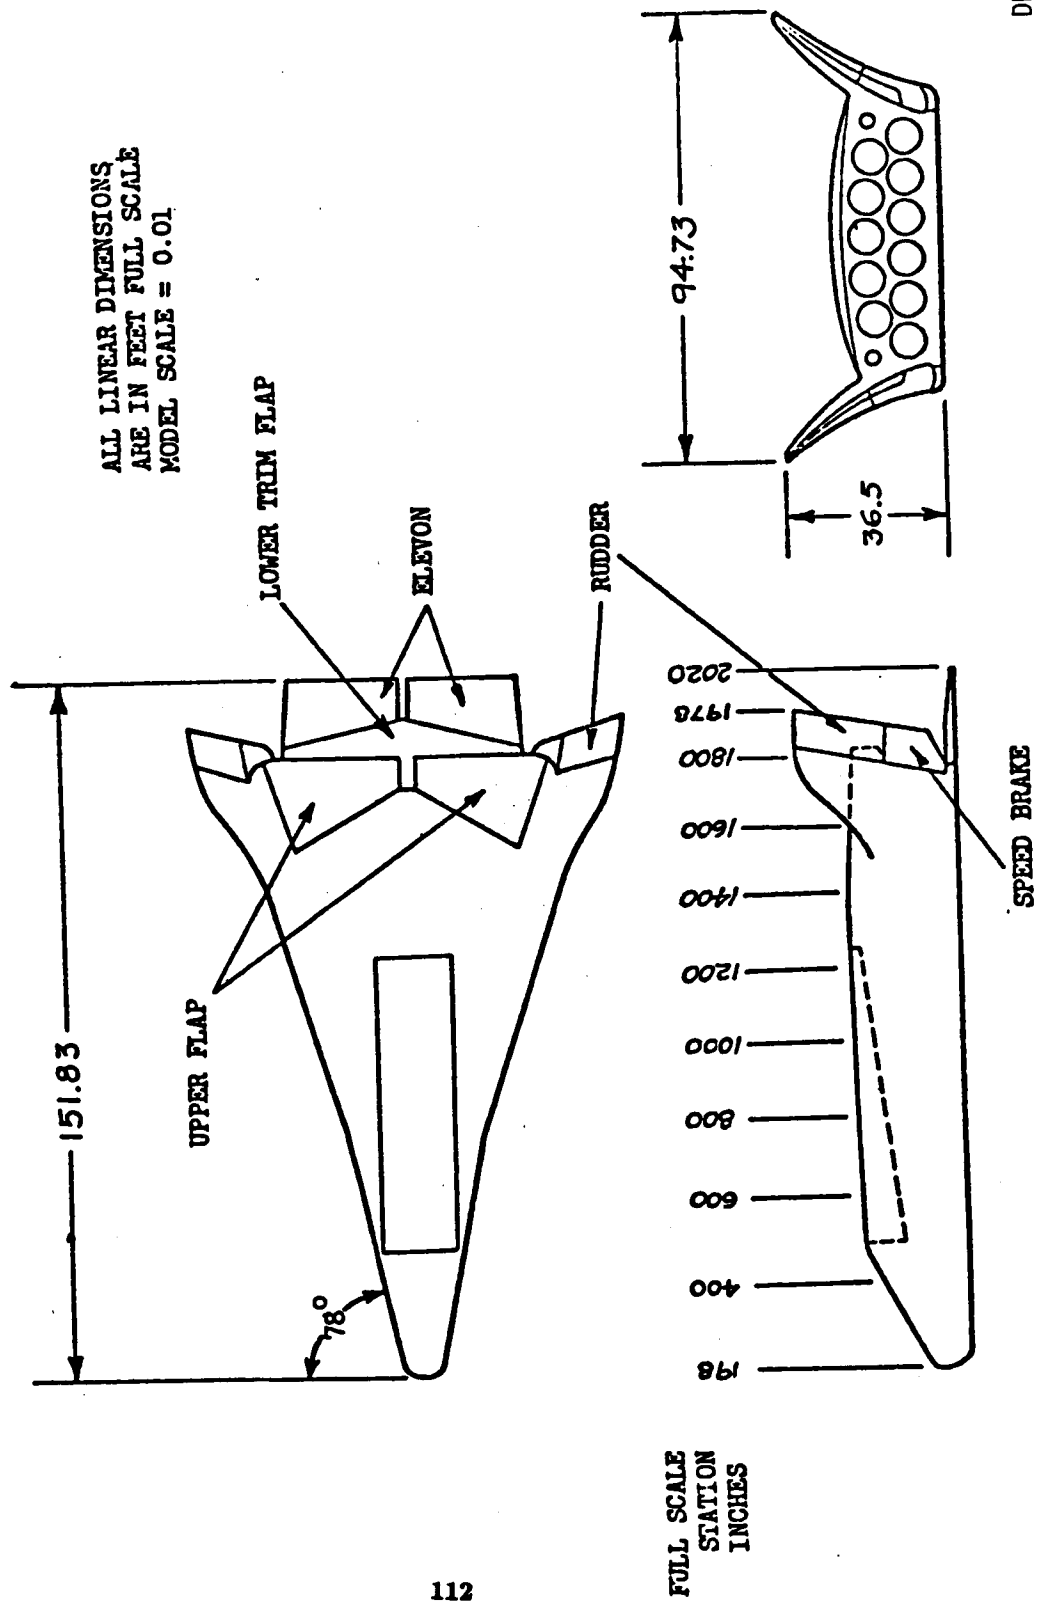 ALL LINEAR DIMENSIONS
ARE IN FEET FULL SCALE
MODEL SCALE = 0.01
151.83
UPPER FLAP
LOWER TRIM FLAP
ELEVON
RUDDER
78°
94.73
36.5
FULL SCALE
STATION
INCHES
198
400
600
800
1000
1200
1400
1600
1800
1978
2020
SPEED BRAKE
112